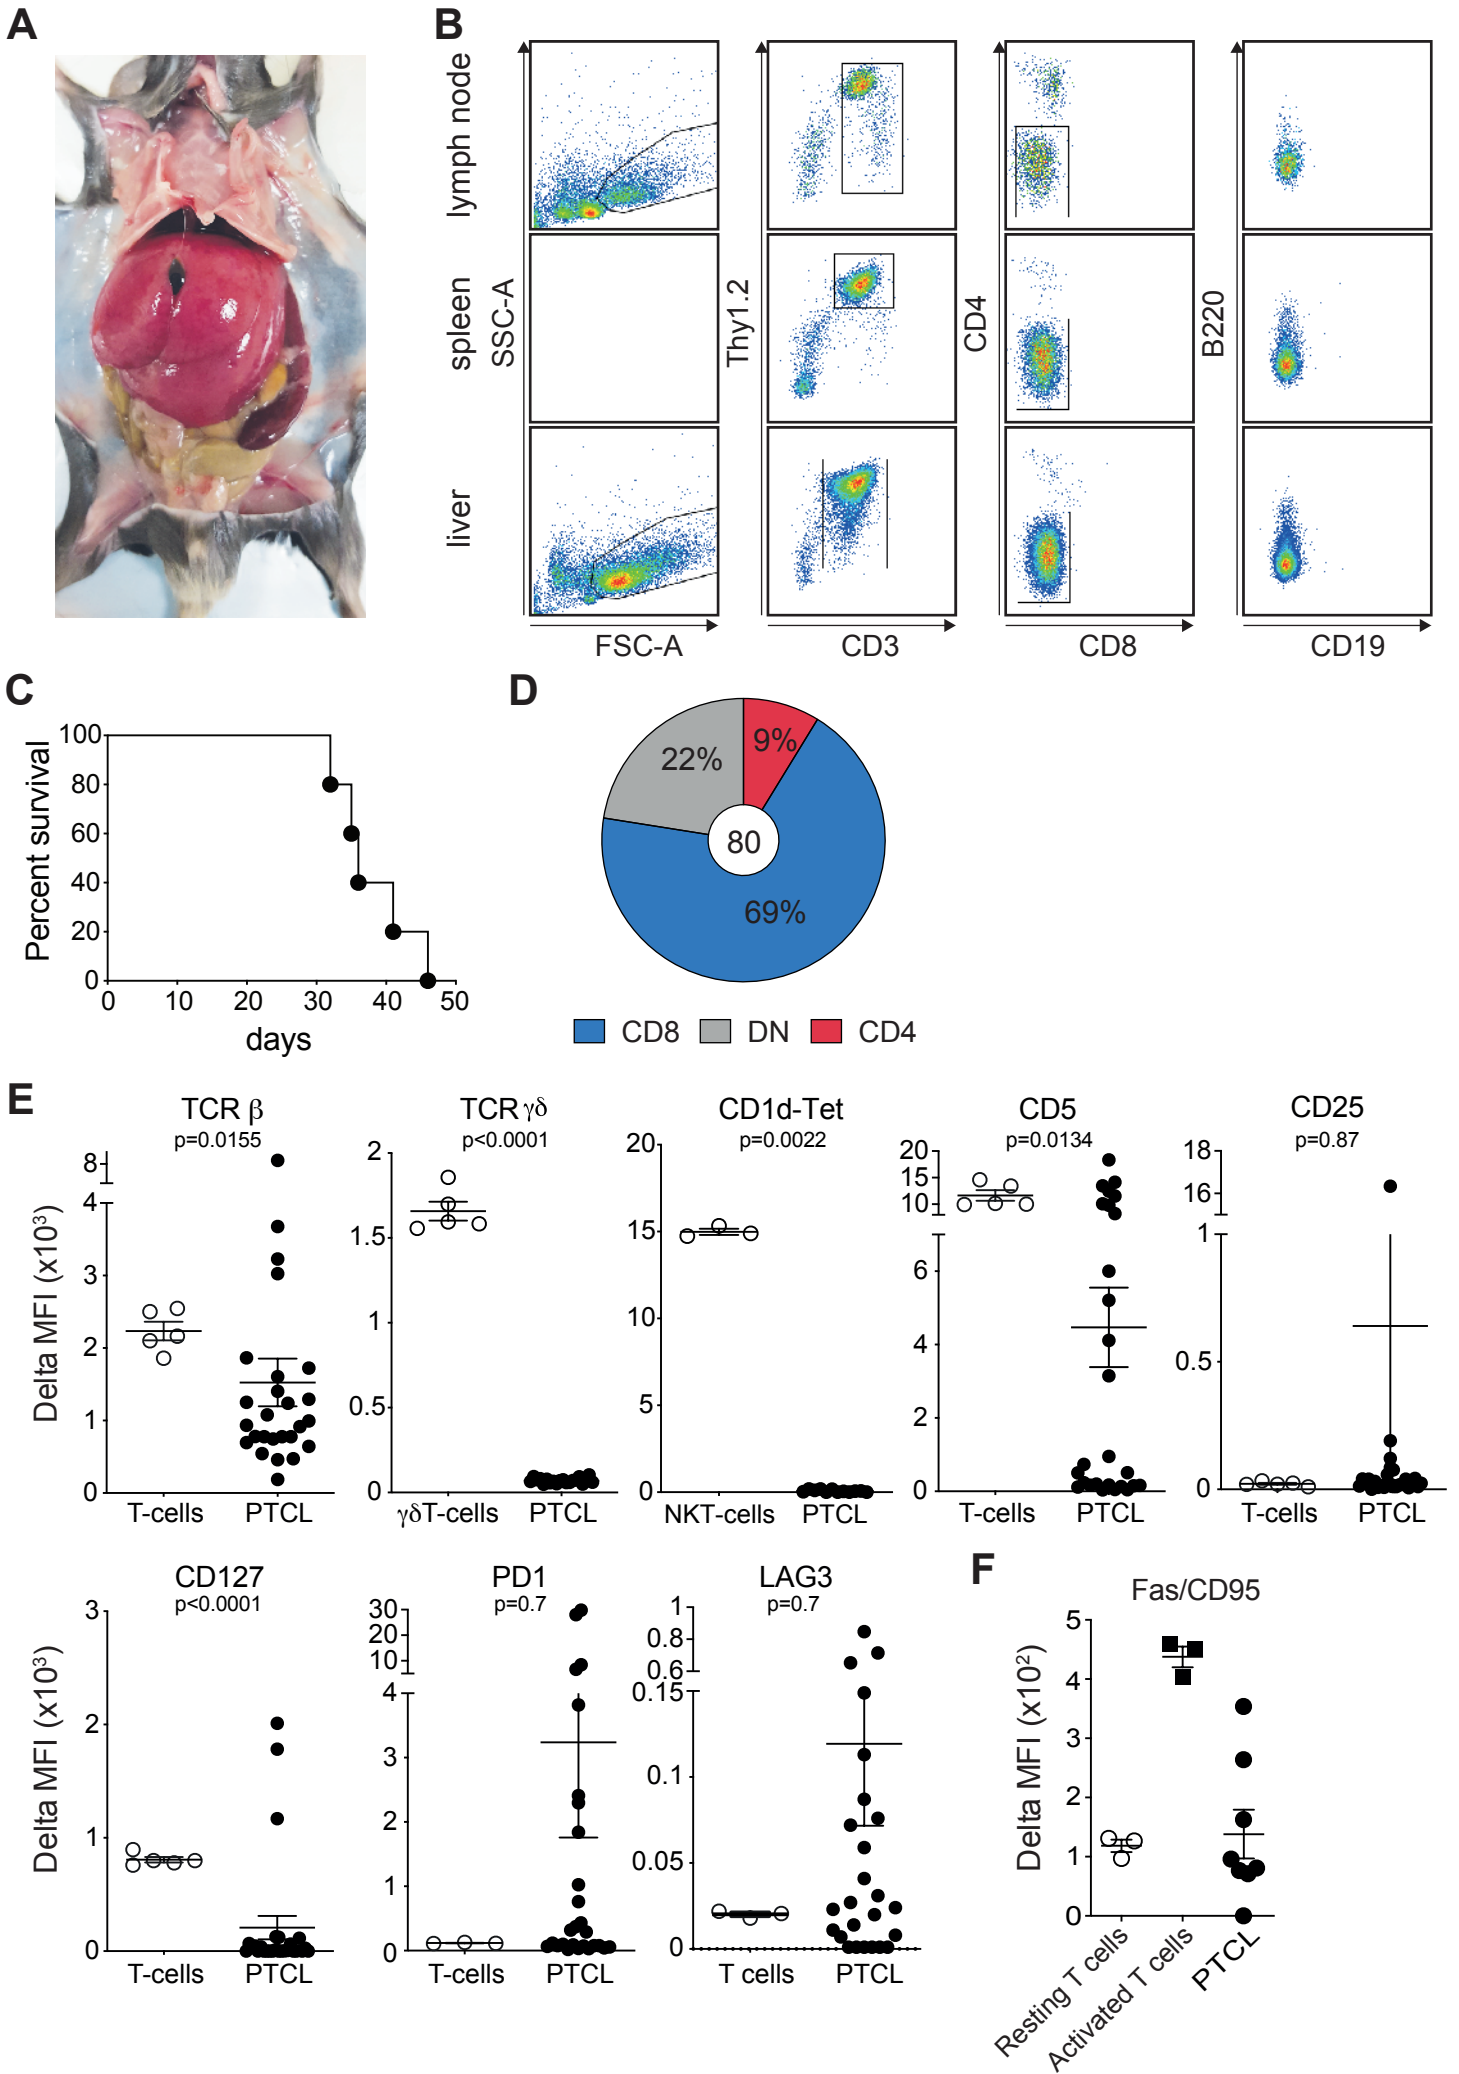 A
B
lymph node
spleen
liver
SSC-A
Thy1.2
CD4
B220
FSC-A
CD3
CD8
CD19
C
Percent survival
100
80
60
40
20
0
0 10 20 30 40 50
days
D
9%
22%
80
69%
CD8 DN CD4
E
Delta MFI (x10³)
TCR β
p=0.0155
8
4
3
2
1
0
T-cells PTCL
TCR γδ
p<0.0001
2
1.5
1
0.5
0
γδT-cells PTCL
CD1d-Tet
p=0.0022
20
15
10
5
0
NKT-cells PTCL
CD5
p=0.0134
20
15
10
6
4
2
0
T-cells PTCL
CD25
p=0.87
18
16
1
0.5
0
T-cells PTCL
Delta MFI (x10³)
CD127
p<0.0001
3
2
1
0
T-cells PTCL
PD1
p=0.7
30
20
10
4
3
2
1
0
T-cells PTCL
LAG3
p=0.7
1
0.8
0.6
0.15
0.1
0.05
0
T cells PTCL
F
Fas/CD95
Delta MFI (x10²)
5
4
3
2
1
0
Resting T cells
Activated T cells
PTCL